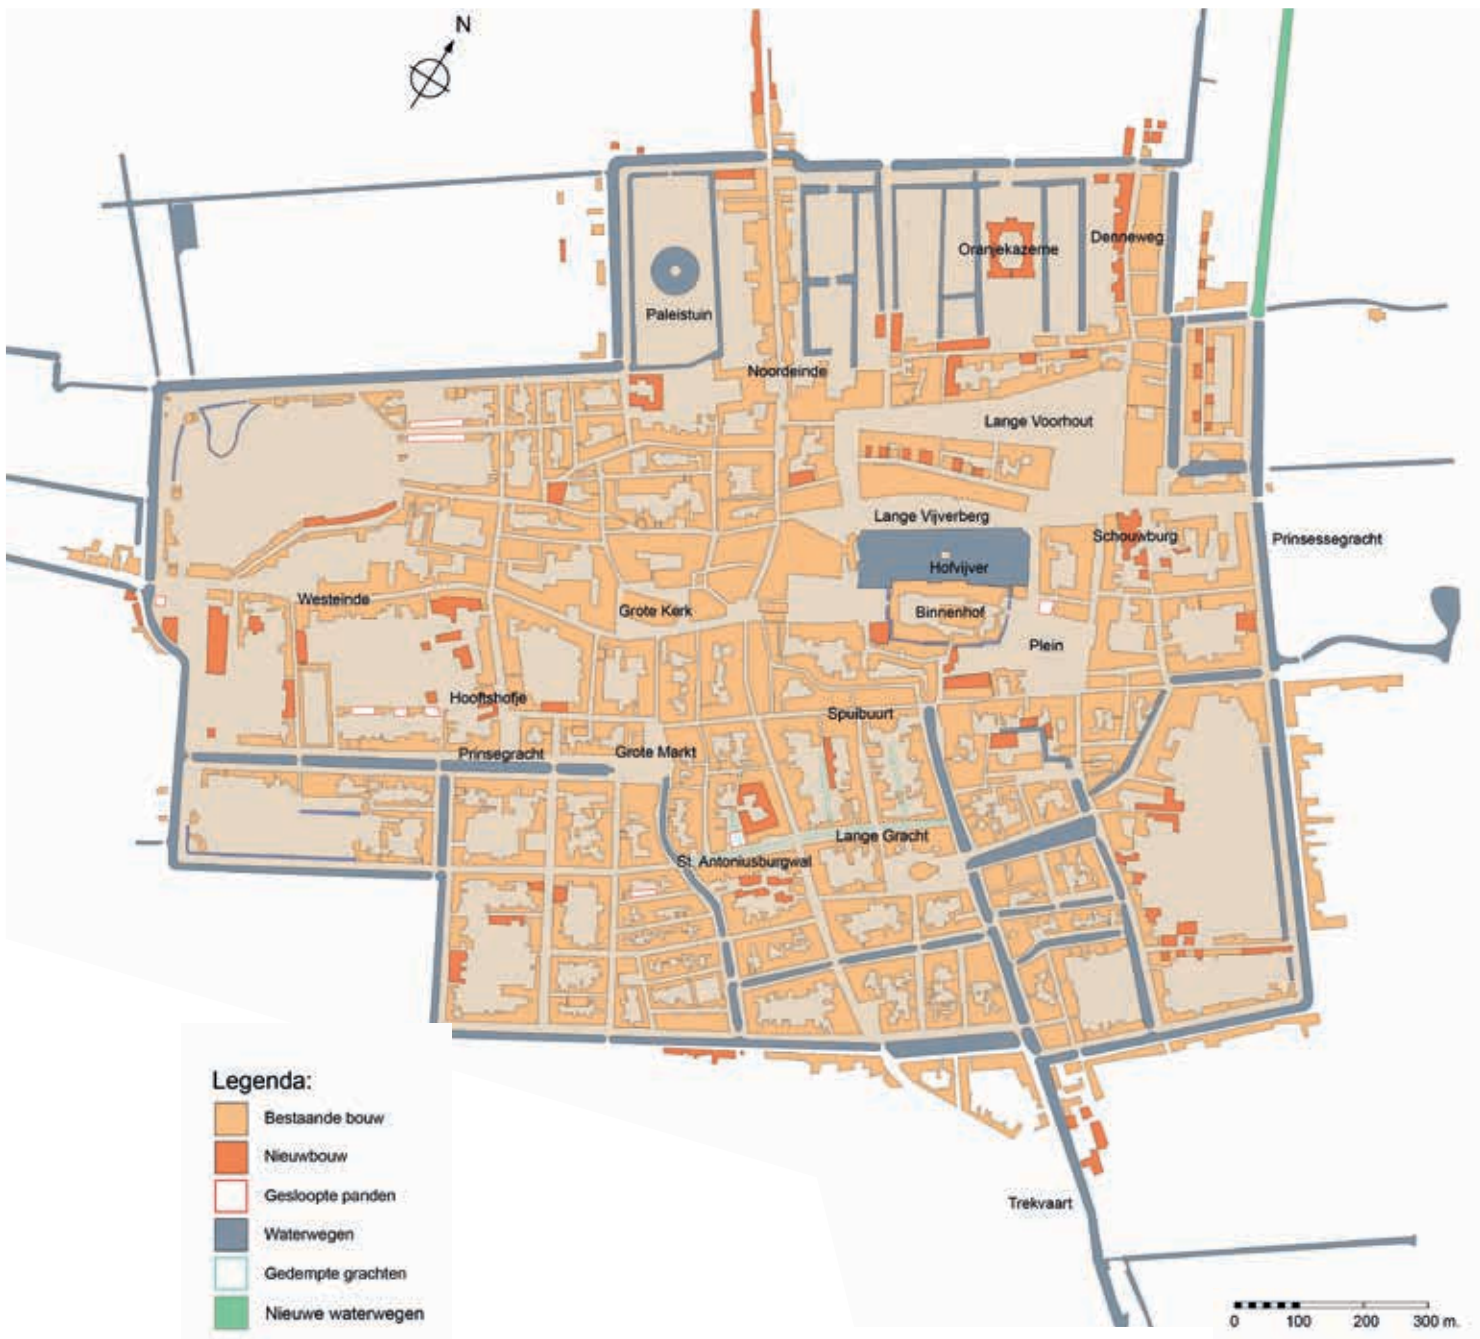 N
Oranjekazerne
Denneweg
Paleistuin
Noordeinde
Lange Voorhout
Lange Vijverberg
Schouwburg
Prinsessegracht
Hofvijver
Westeinde
Grote Kerk
Binnenhof
Plein
Hooftshofje
Spuibuurt
Prinsegracht
Grote Markt
Lange Gracht
St. Antoniusburgwal
Legenda:
Bestaande bouw
Nieuwbouw
Gesloopte panden
Waterwegen
Gedempte grachten
Nieuwe waterwegen
Trekvaart
0 100 200 300 m.